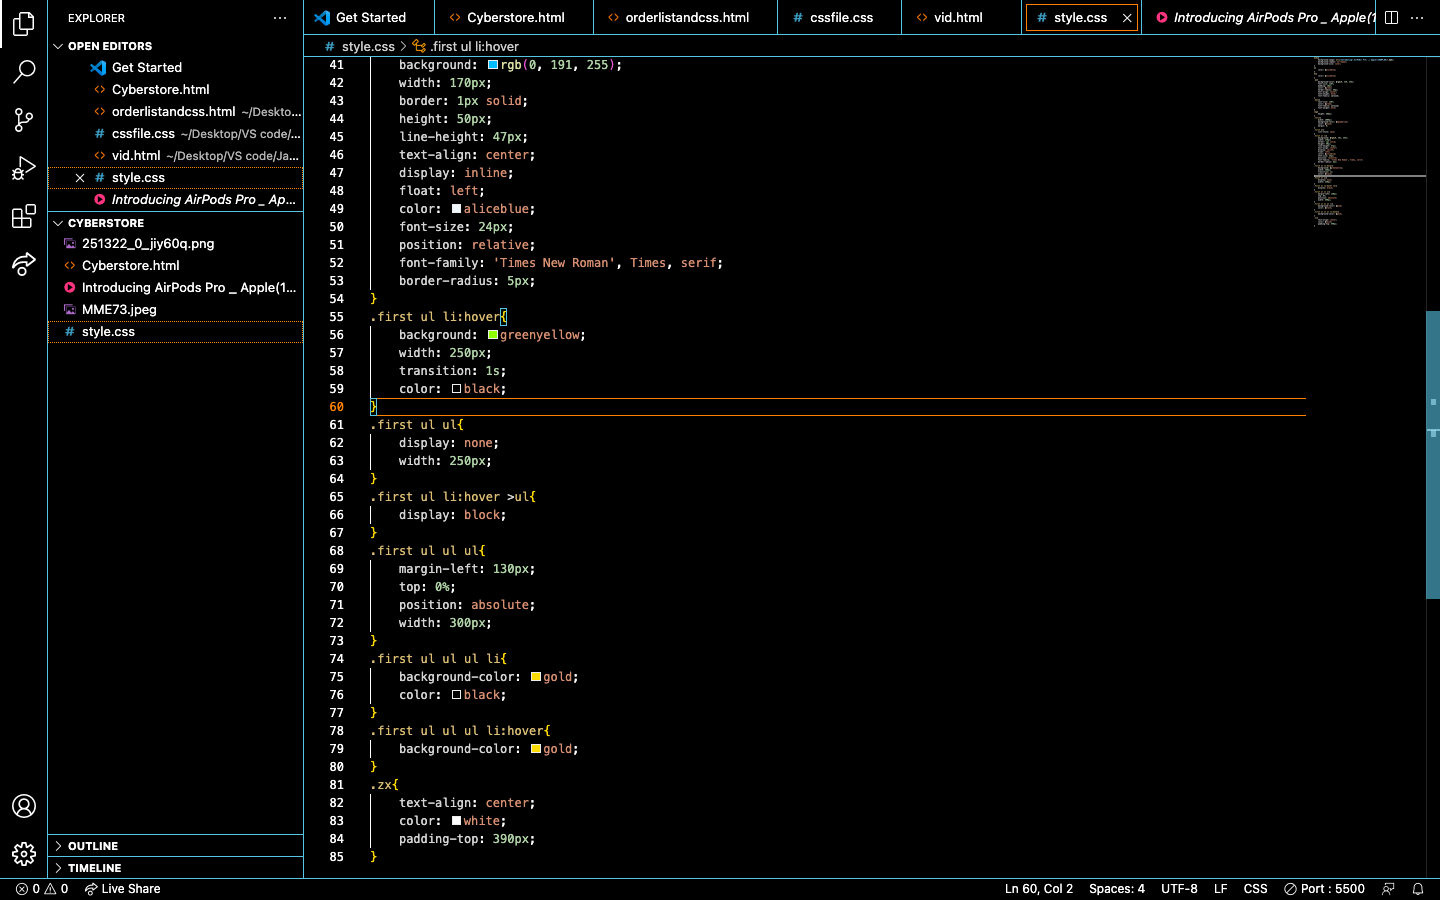 EXPLORER
OPEN EDITORS
Get Started
Cyberstore.html
orderlistandcss.html ~/Deskto...
cssfile.css ~/Desktop/VS code/...
vid.html ~/Desktop/VS code/Ja...
style.css
Introducing AirPods Pro _ Ap...
CYBERSTORE
251322_0_jiy60q.png
Cyberstore.html
Introducing AirPods Pro _ Apple(1...
MME73.jpeg
style.css
OUTLINE
TIMELINE
Get Started Cyberstore.html orderlistandcss.html cssfile.css vid.html style.css Introducing AirPods Pro _ Apple(1
style.css > .first ul li:hover
41 background: rgb(0, 191, 255);
42 width: 170px;
43 border: 1px solid;
44 height: 50px;
45 line-height: 47px;
46 text-align: center;
47 display: inline;
48 float: left;
49 color: aliceblue;
50 font-size: 24px;
51 position: relative;
52 font-family: 'Times New Roman', Times, serif;
53 border-radius: 5px;
54 }
55 .first ul li:hover{
56 background: greenyellow;
57 width: 250px;
58 transition: 1s;
59 color: black;
60 }
61 .first ul ul{
62 display: none;
63 width: 250px;
64 }
65 .first ul li:hover >ul{
66 display: block;
67 }
68 .first ul ul ul{
69 margin-left: 130px;
70 top: 0%;
71 position: absolute;
72 width: 300px;
73 }
74 .first ul ul ul li{
75 background-color: gold;
76 color: black;
77 }
78 .first ul ul ul li:hover{
79 background-color: gold;
80 }
81 .zx{
82 text-align: center;
83 color: white;
84 padding-top: 390px;
85 }
0 0 Live Share Ln 60, Col 2 Spaces: 4 UTF-8 LF CSS Port : 5500